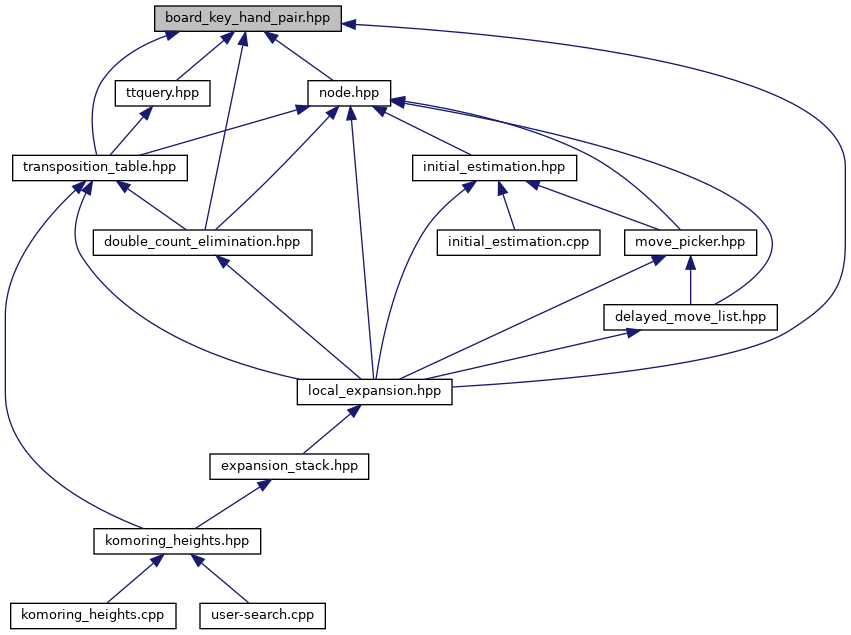 board_key_hand_pair.hpp
ttquery.hpp
node.hpp
transposition_table.hpp
initial_estimation.hpp
double_count_elimination.hpp
initial_estimation.cpp
move_picker.hpp
delayed_move_list.hpp
local_expansion.hpp
expansion_stack.hpp
komoring_heights.hpp
komoring_heights.cpp
user-search.cpp